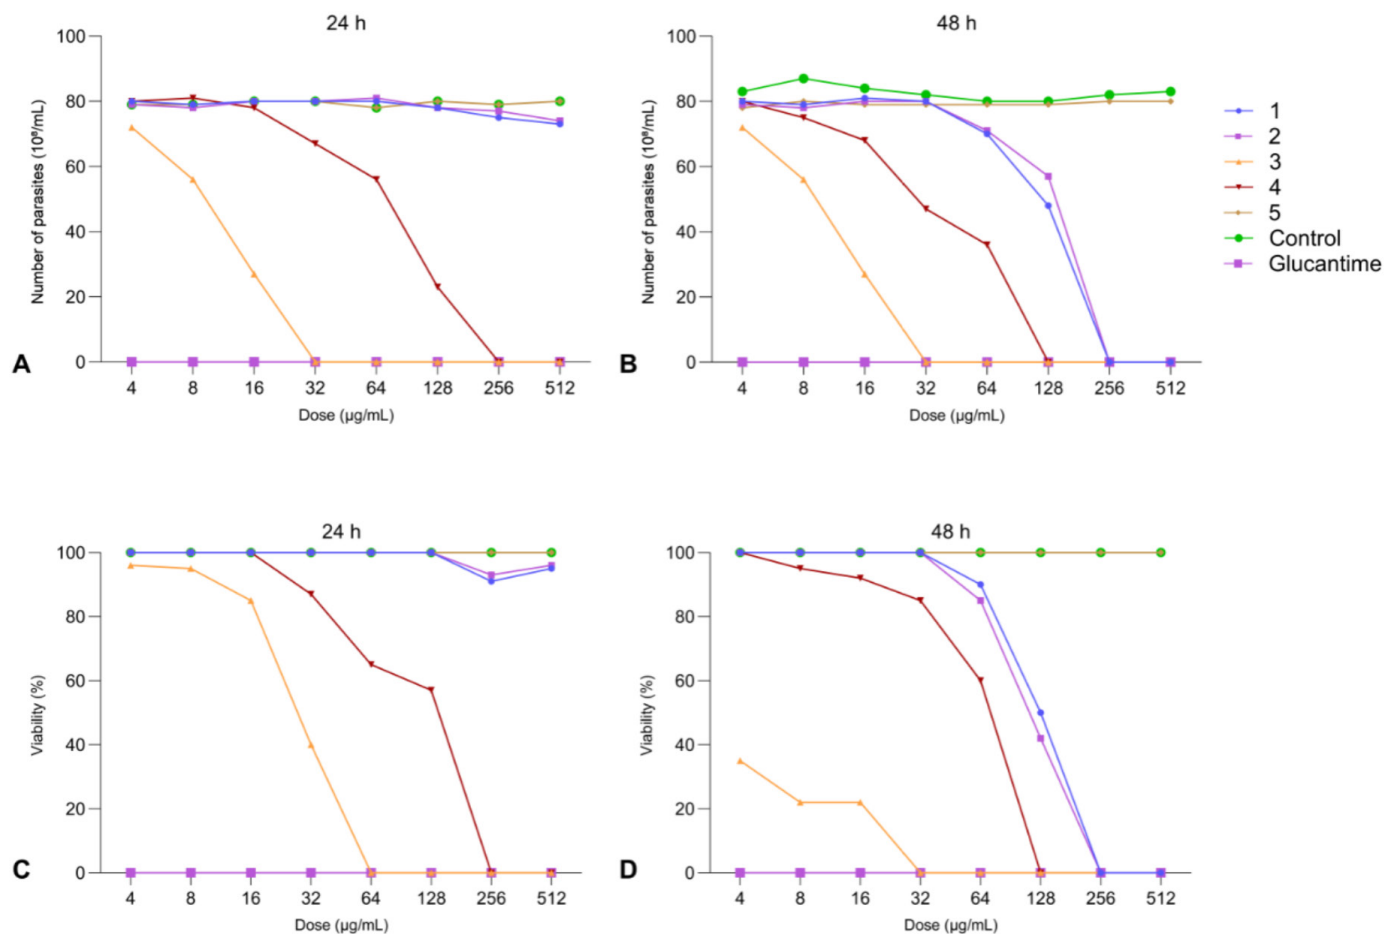 24 h
100
80
60
40
20
0
Number of parasites (10⁸/mL)
4 8 16 32 64 128 256 512
Dose (µg/mL)
A
48 h
100
80
60
40
20
0
Number of parasites (10⁸/mL)
4 8 16 32 64 128 256 512
Dose (µg/mL)
B
1
2
3
4
5
Control
Glucantime
24 h
100
80
60
40
20
0
Viability (%)
4 8 16 32 64 128 256 512
Dose (µg/mL)
C
48 h
100
80
60
40
20
0
Viability (%)
4 8 16 32 64 128 256 512
Dose (µg/mL)
D